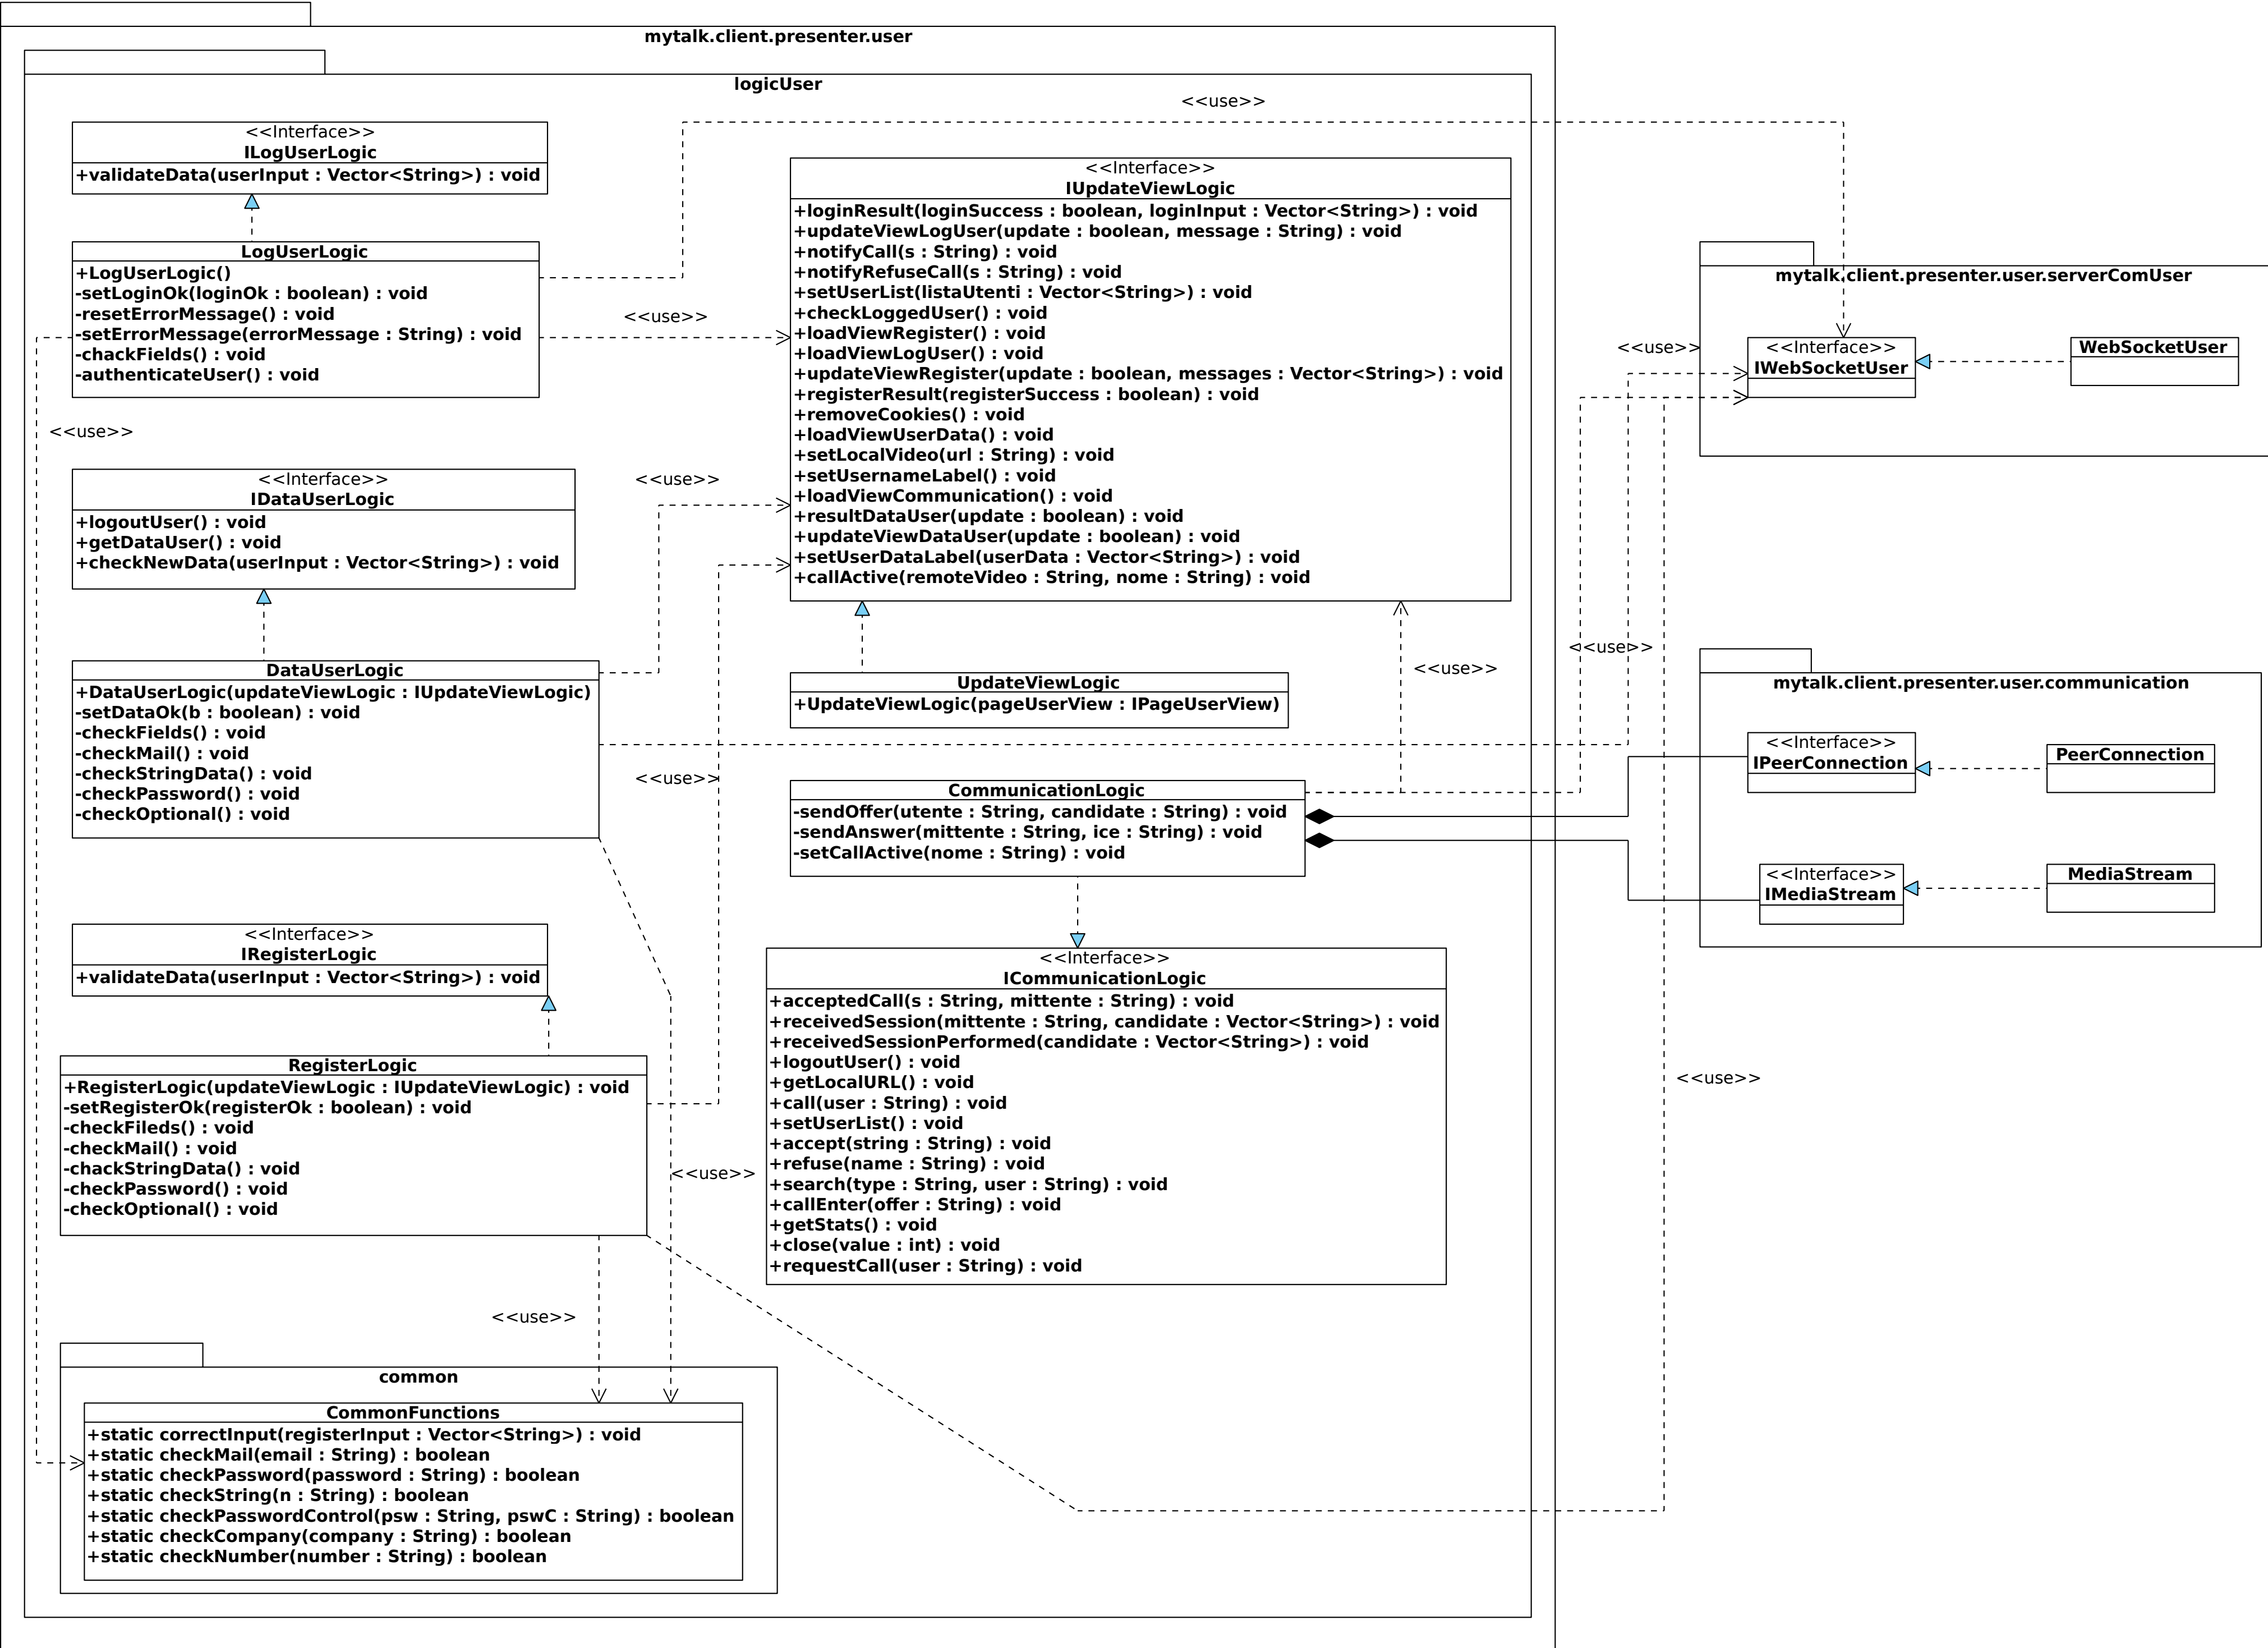 mytalk.client.presenter.user
logicUser
<<use>>
<<Interface>>
ILogUserLogic
+validateData(userInput : Vector<String>) : void
LogUserLogic
+LogUserLogic()
-setLoginOk(loginOk : boolean) : void
-resetErrorMessage() : void
-setErrorMessage(errorMessage : String) : void
-chackFields() : void
-authenticateUser() : void
<<use>>
<<use>>
<<Interface>>
IUpdateViewLogic
+loginResult(loginSuccess : boolean, loginInput : Vector<String>) : void
+updateViewLogUser(update : boolean, message : String) : void
+notifyCall(s : String) : void
+notifyRefuseCall(s : String) : void
+setUserList(listaUtenti : Vector<String>) : void
+checkLoggedUser() : void
+loadViewRegister() : void
+loadViewLogUser() : void
+updateViewRegister(update : boolean, messages : Vector<String>) : void
+registerResult(registerSuccess : boolean) : void
+removeCookies() : void
+loadViewUserData() : void
+setLocalVideo(url : String) : void
+setUsernameLabel() : void
+loadViewCommunication() : void
+resultDataUser(update : boolean) : void
+updateViewDataUser(update : boolean) : void
+setUserDataLabel(userData : Vector<String>) : void
+callActive(remoteVideo : String, nome : String) : void
mytalk.client.presenter.user.serverComUser
<<use>>
<<Interface>>
IWebSocketUser
WebSocketUser
<<Interface>>
IDataUserLogic
+logoutUser() : void
+getDataUser() : void
+checkNewData(userInput : Vector<String>) : void
<<use>>
DataUserLogic
+DataUserLogic(updateViewLogic : IUpdateViewLogic)
-setDataOk(b : boolean) : void
-checkFields() : void
-checkMail() : void
-checkStringData() : void
-checkPassword() : void
-checkOptional() : void
<<use>>
UpdateViewLogic
+UpdateViewLogic(pageUserView : IPageUserView)
<<use>>
<<use>>
CommunicationLogic
-sendOffer(utente : String, candidate : String) : void
-sendAnswer(mittente : String, ice : String) : void
-setCallActive(nome : String) : void
mytalk.client.presenter.user.communication
<<Interface>>
IPeerConnection
PeerConnection
<<Interface>>
IMediaStream
MediaStream
<<Interface>>
IRegisterLogic
+validateData(userInput : Vector<String>) : void
RegisterLogic
+RegisterLogic(updateViewLogic : IUpdateViewLogic) : void
-setRegisterOk(registerOk : boolean) : void
-checkFileds() : void
-checkMail() : void
-chackStringData() : void
-checkPassword() : void
-checkOptional() : void
<<use>>
<<Interface>>
ICommunicationLogic
+acceptedCall(s : String, mittente : String) : void
+receivedSession(mittente : String, candidate : Vector<String>) : void
+receivedSessionPerformed(candidate : Vector<String>) : void
+logoutUser() : void
+getLocalURL() : void
+call(user : String) : void
+setUserList() : void
+accept(string : String) : void
+refuse(name : String) : void
+search(type : String, user : String) : void
+callEnter(offer : String) : void
+getStats() : void
+close(value : int) : void
+requestCall(user : String) : void
<<use>>
<<use>>
common
CommonFunctions
+static correctInput(registerInput : Vector<String>) : void
+static checkMail(email : String) : boolean
+static checkPassword(password : String) : boolean
+static checkString(n : String) : boolean
+static checkPasswordControl(psw : String, pswC : String) : boolean
+static checkCompany(company : String) : boolean
+static checkNumber(number : String) : boolean